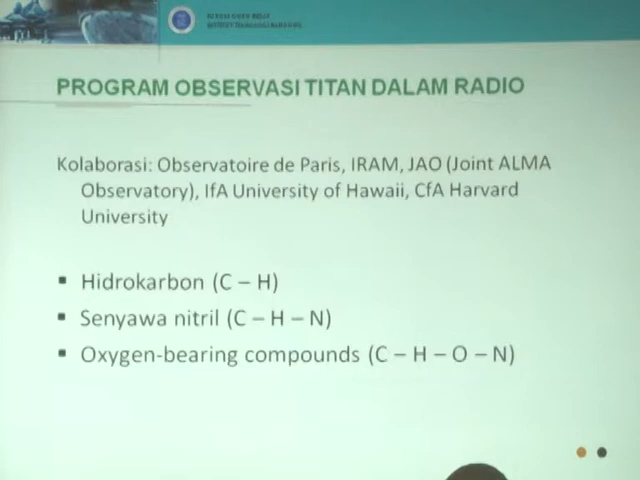 PROGRAM OBSERVASI TITAN DALAM RADIO
Kolaborasi: Observatoire de Paris, IRAM, JAO (Joint ALMA
Observatory), IfA University of Hawaii, CfA Harvard
University
▪ Hidrokarbon (C – H)
▪ Senyawa nitril (C – H – N)
▪ Oxygen-bearing compounds (C – H – O – N)